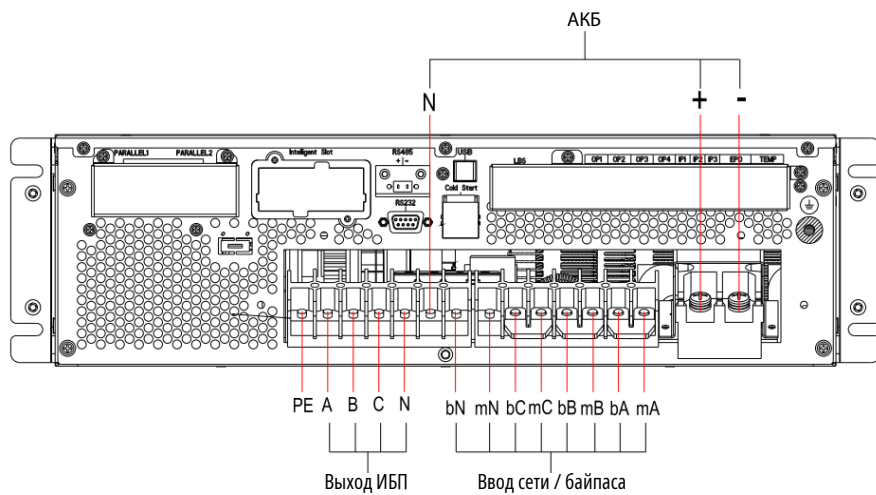 АКБ
N + -
PARALLEL1 PARALLEL2 Intelligent Slot RS485 USB
+ -
LBS OP1 OP2 OP3 OP4 IP1 IP2 IP3 EPO TEMP
Cold Start
RS232
PE A B C N bN mN bC mC bB mB bA mA
Выход ИБП Ввод сети / байпаса